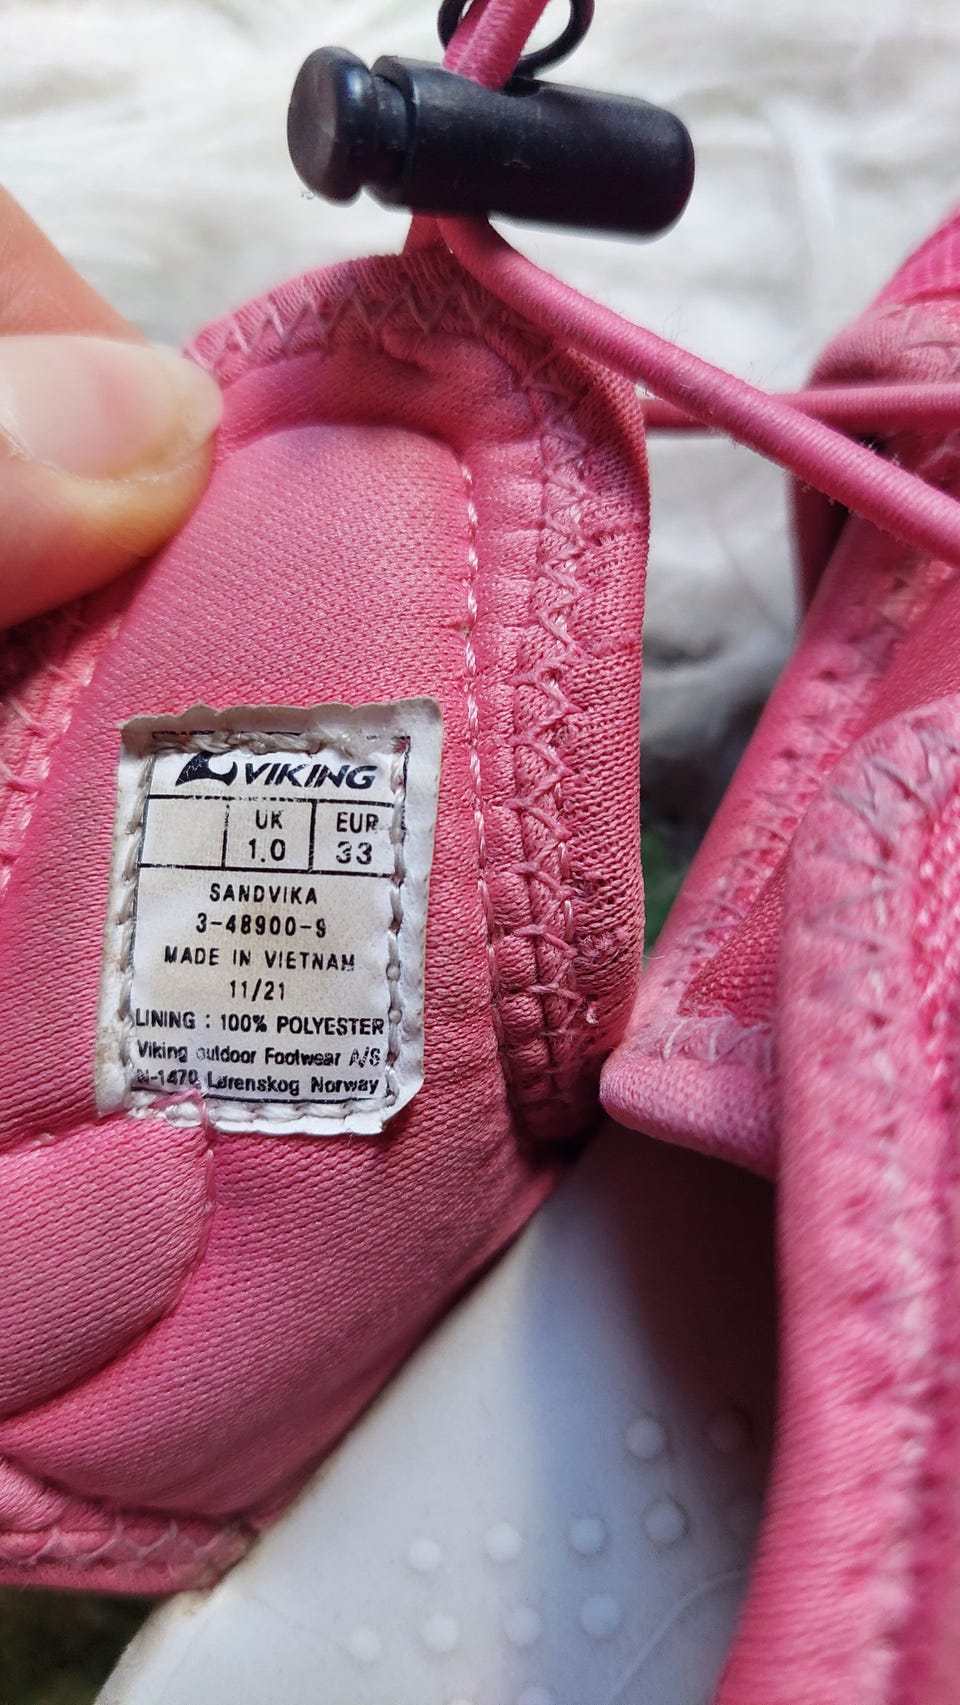 VIKING
UK EUR
1.0 33
SANDVIKA
3-48900-9
MADE IN VIETNAM
11/21
LINING : 100% POLYESTER
Viking outdoor Footwear A/S
N-1470 Lørenskog Norway